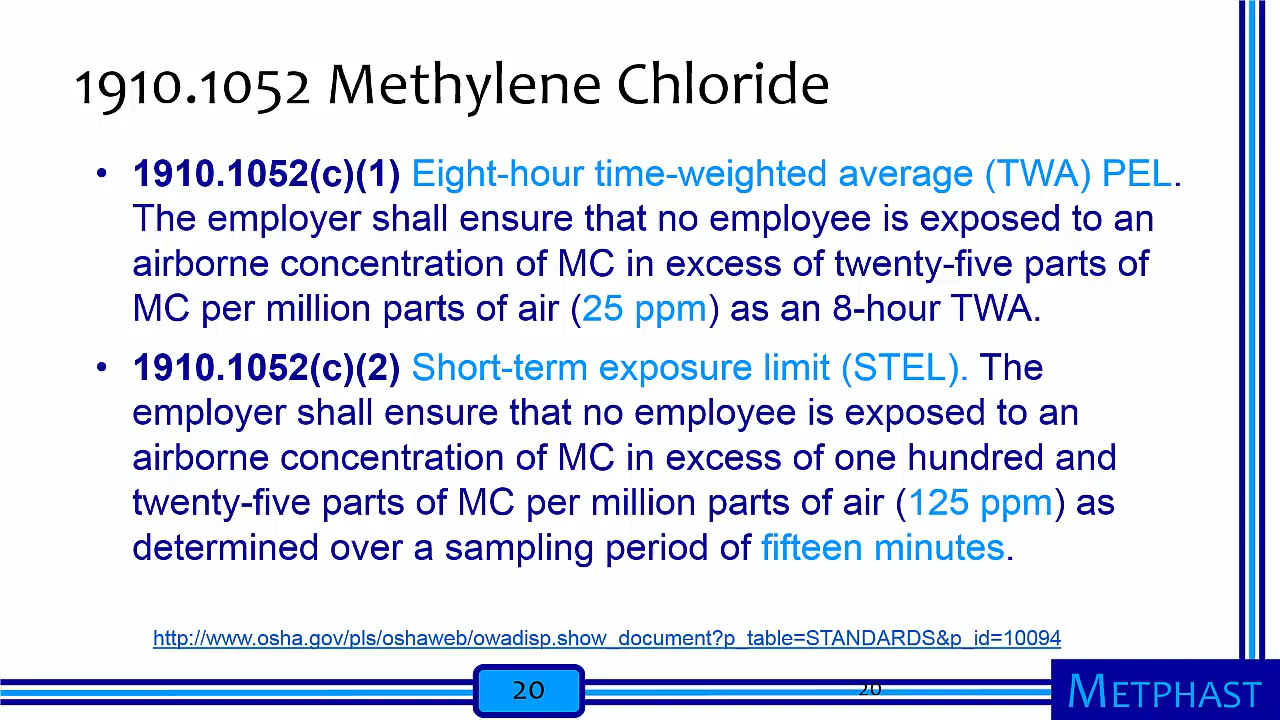 1910.1052 Methylene Chloride
• 1910.1052(c)(1) Eight-hour time-weighted average (TWA) PEL.
The employer shall ensure that no employee is exposed to an
airborne concentration of MC in excess of twenty-five parts of
MC per million parts of air (25 ppm) as an 8-hour TWA.
• 1910.1052(c)(2) Short-term exposure limit (STEL). The
employer shall ensure that no employee is exposed to an
airborne concentration of MC in excess of one hundred and
twenty-five parts of MC per million parts of air (125 ppm) as
determined over a sampling period of fifteen minutes.
http://www.osha.gov/pls/oshaweb/owadisp.show_document?p_table=STANDARDS&p_id=10094
20
20
METPHAST